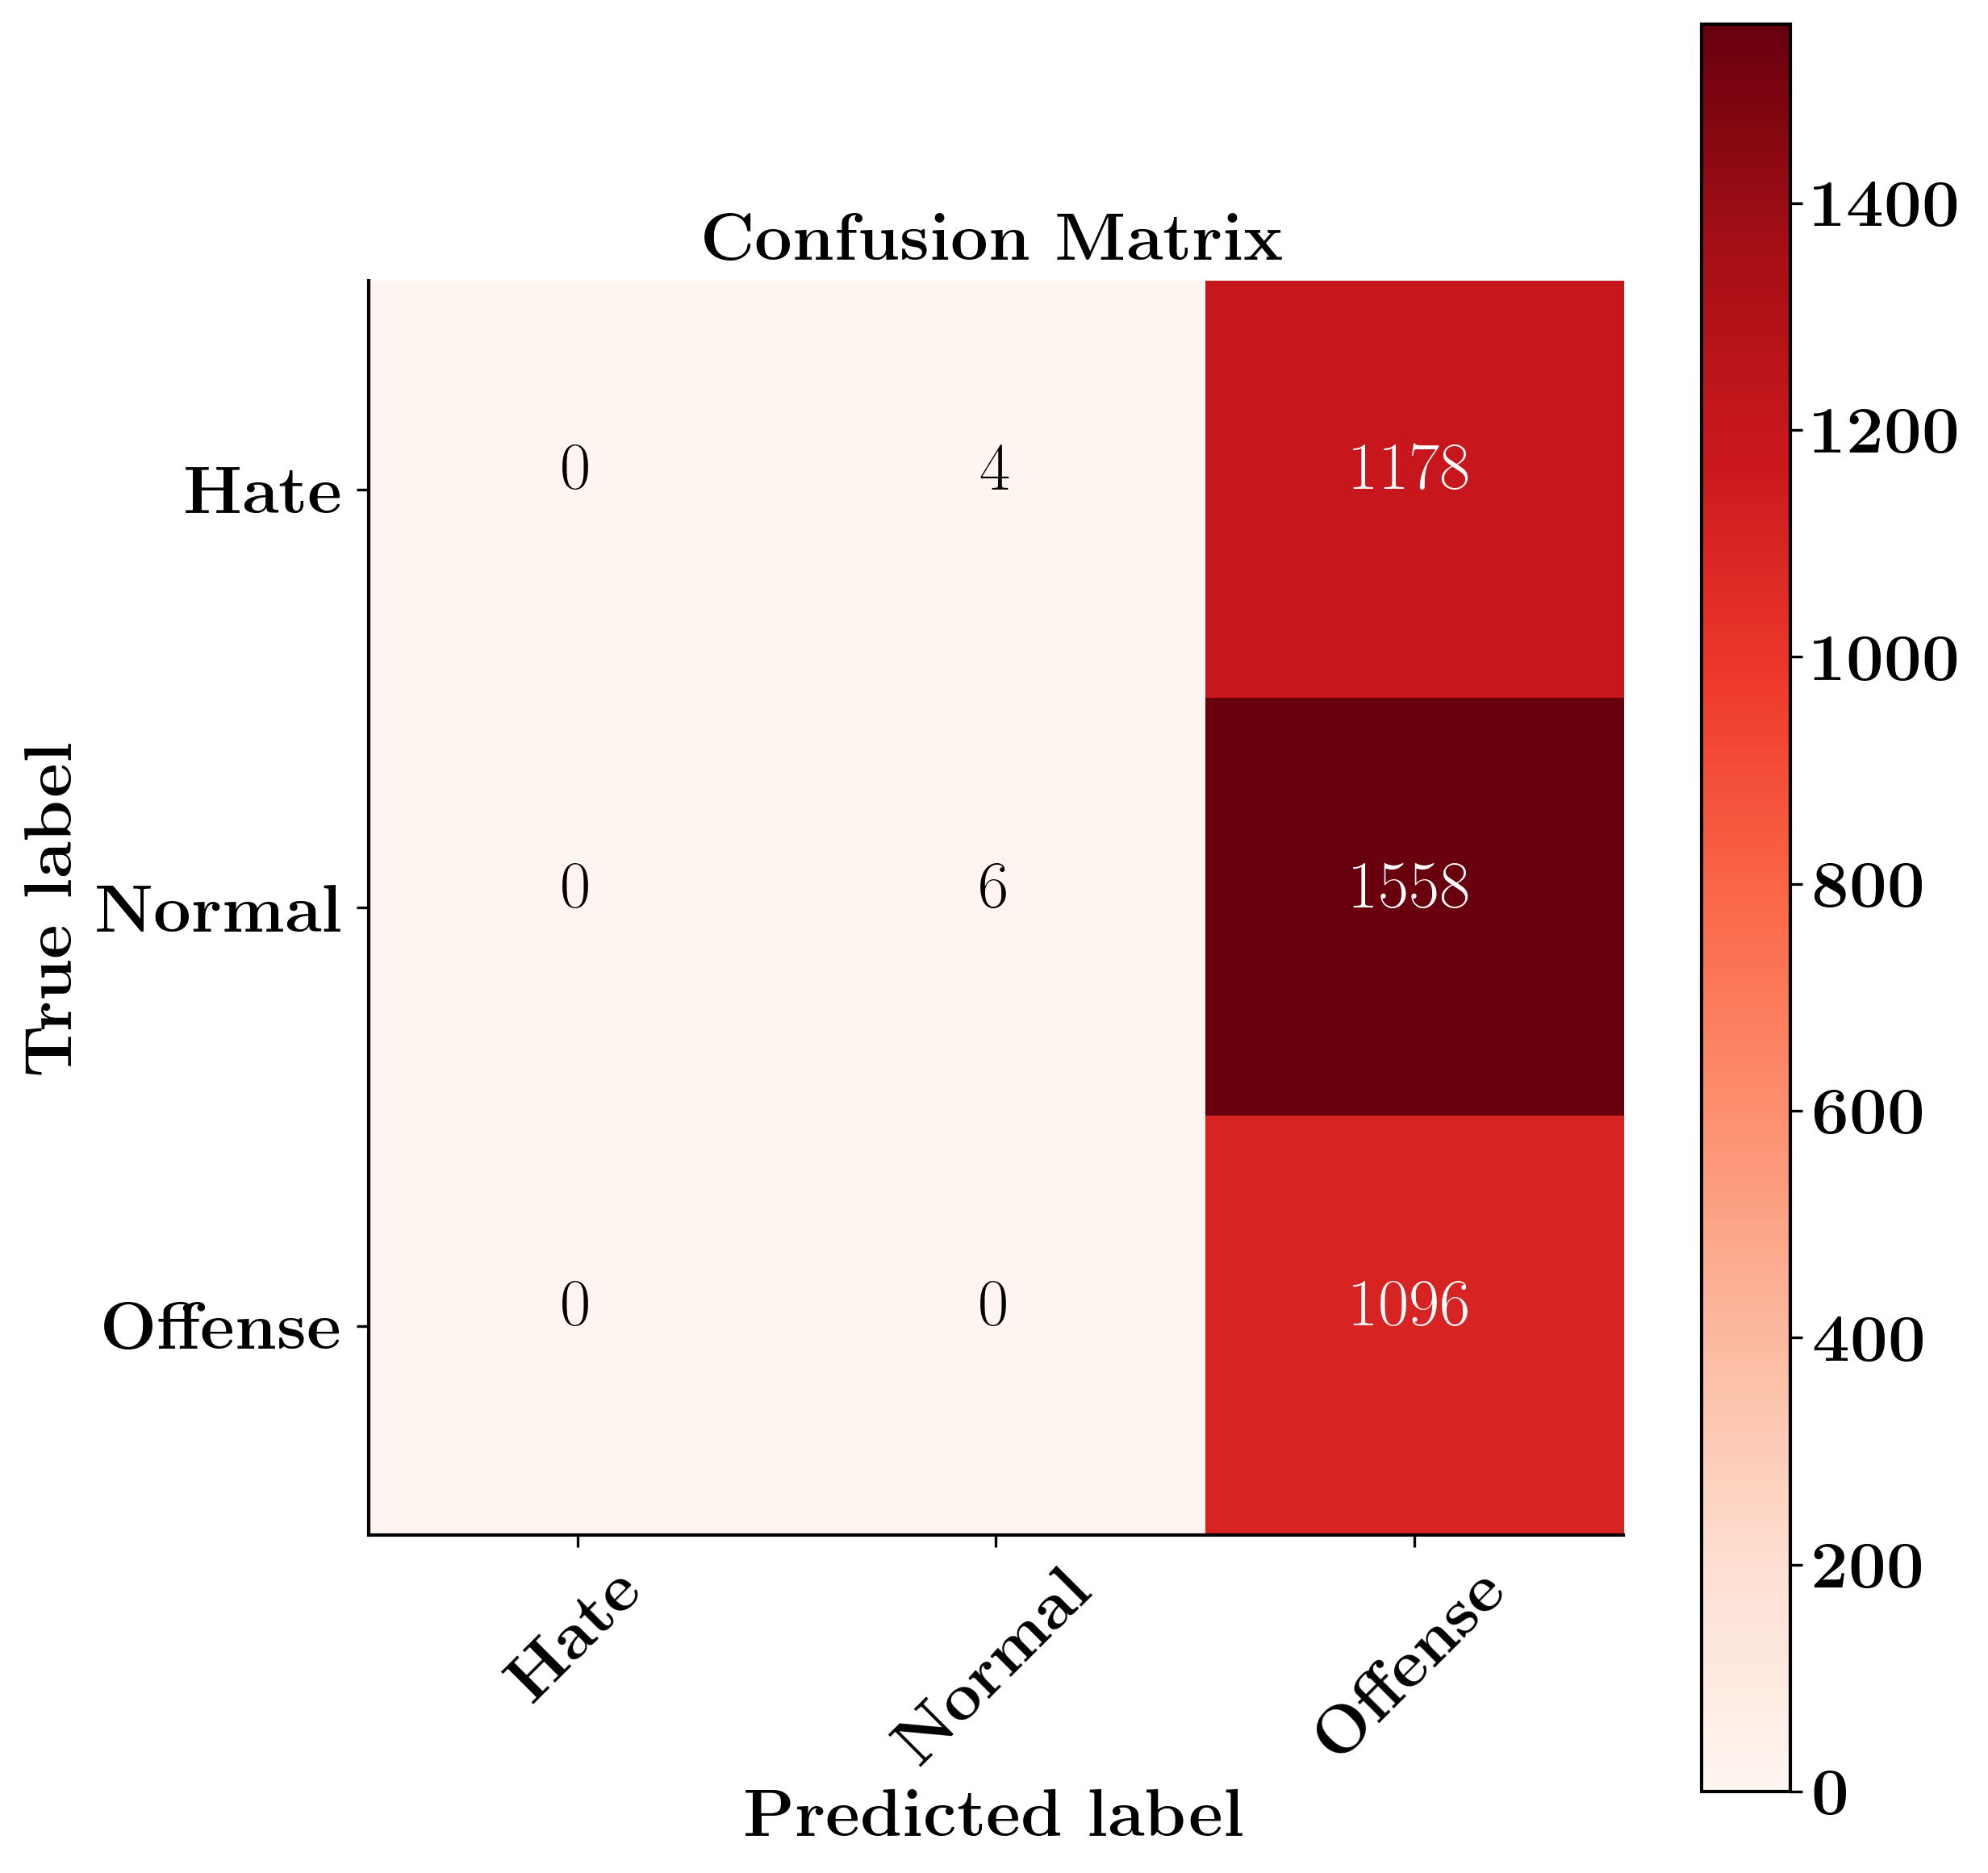 Confusion Matrix
True label
Hate
0 4 1178
Normal
0 6 1558
Offense
0 0 1096
Hate Normal Offense
Predicted label
1400
1200
1000
800
600
400
200
0